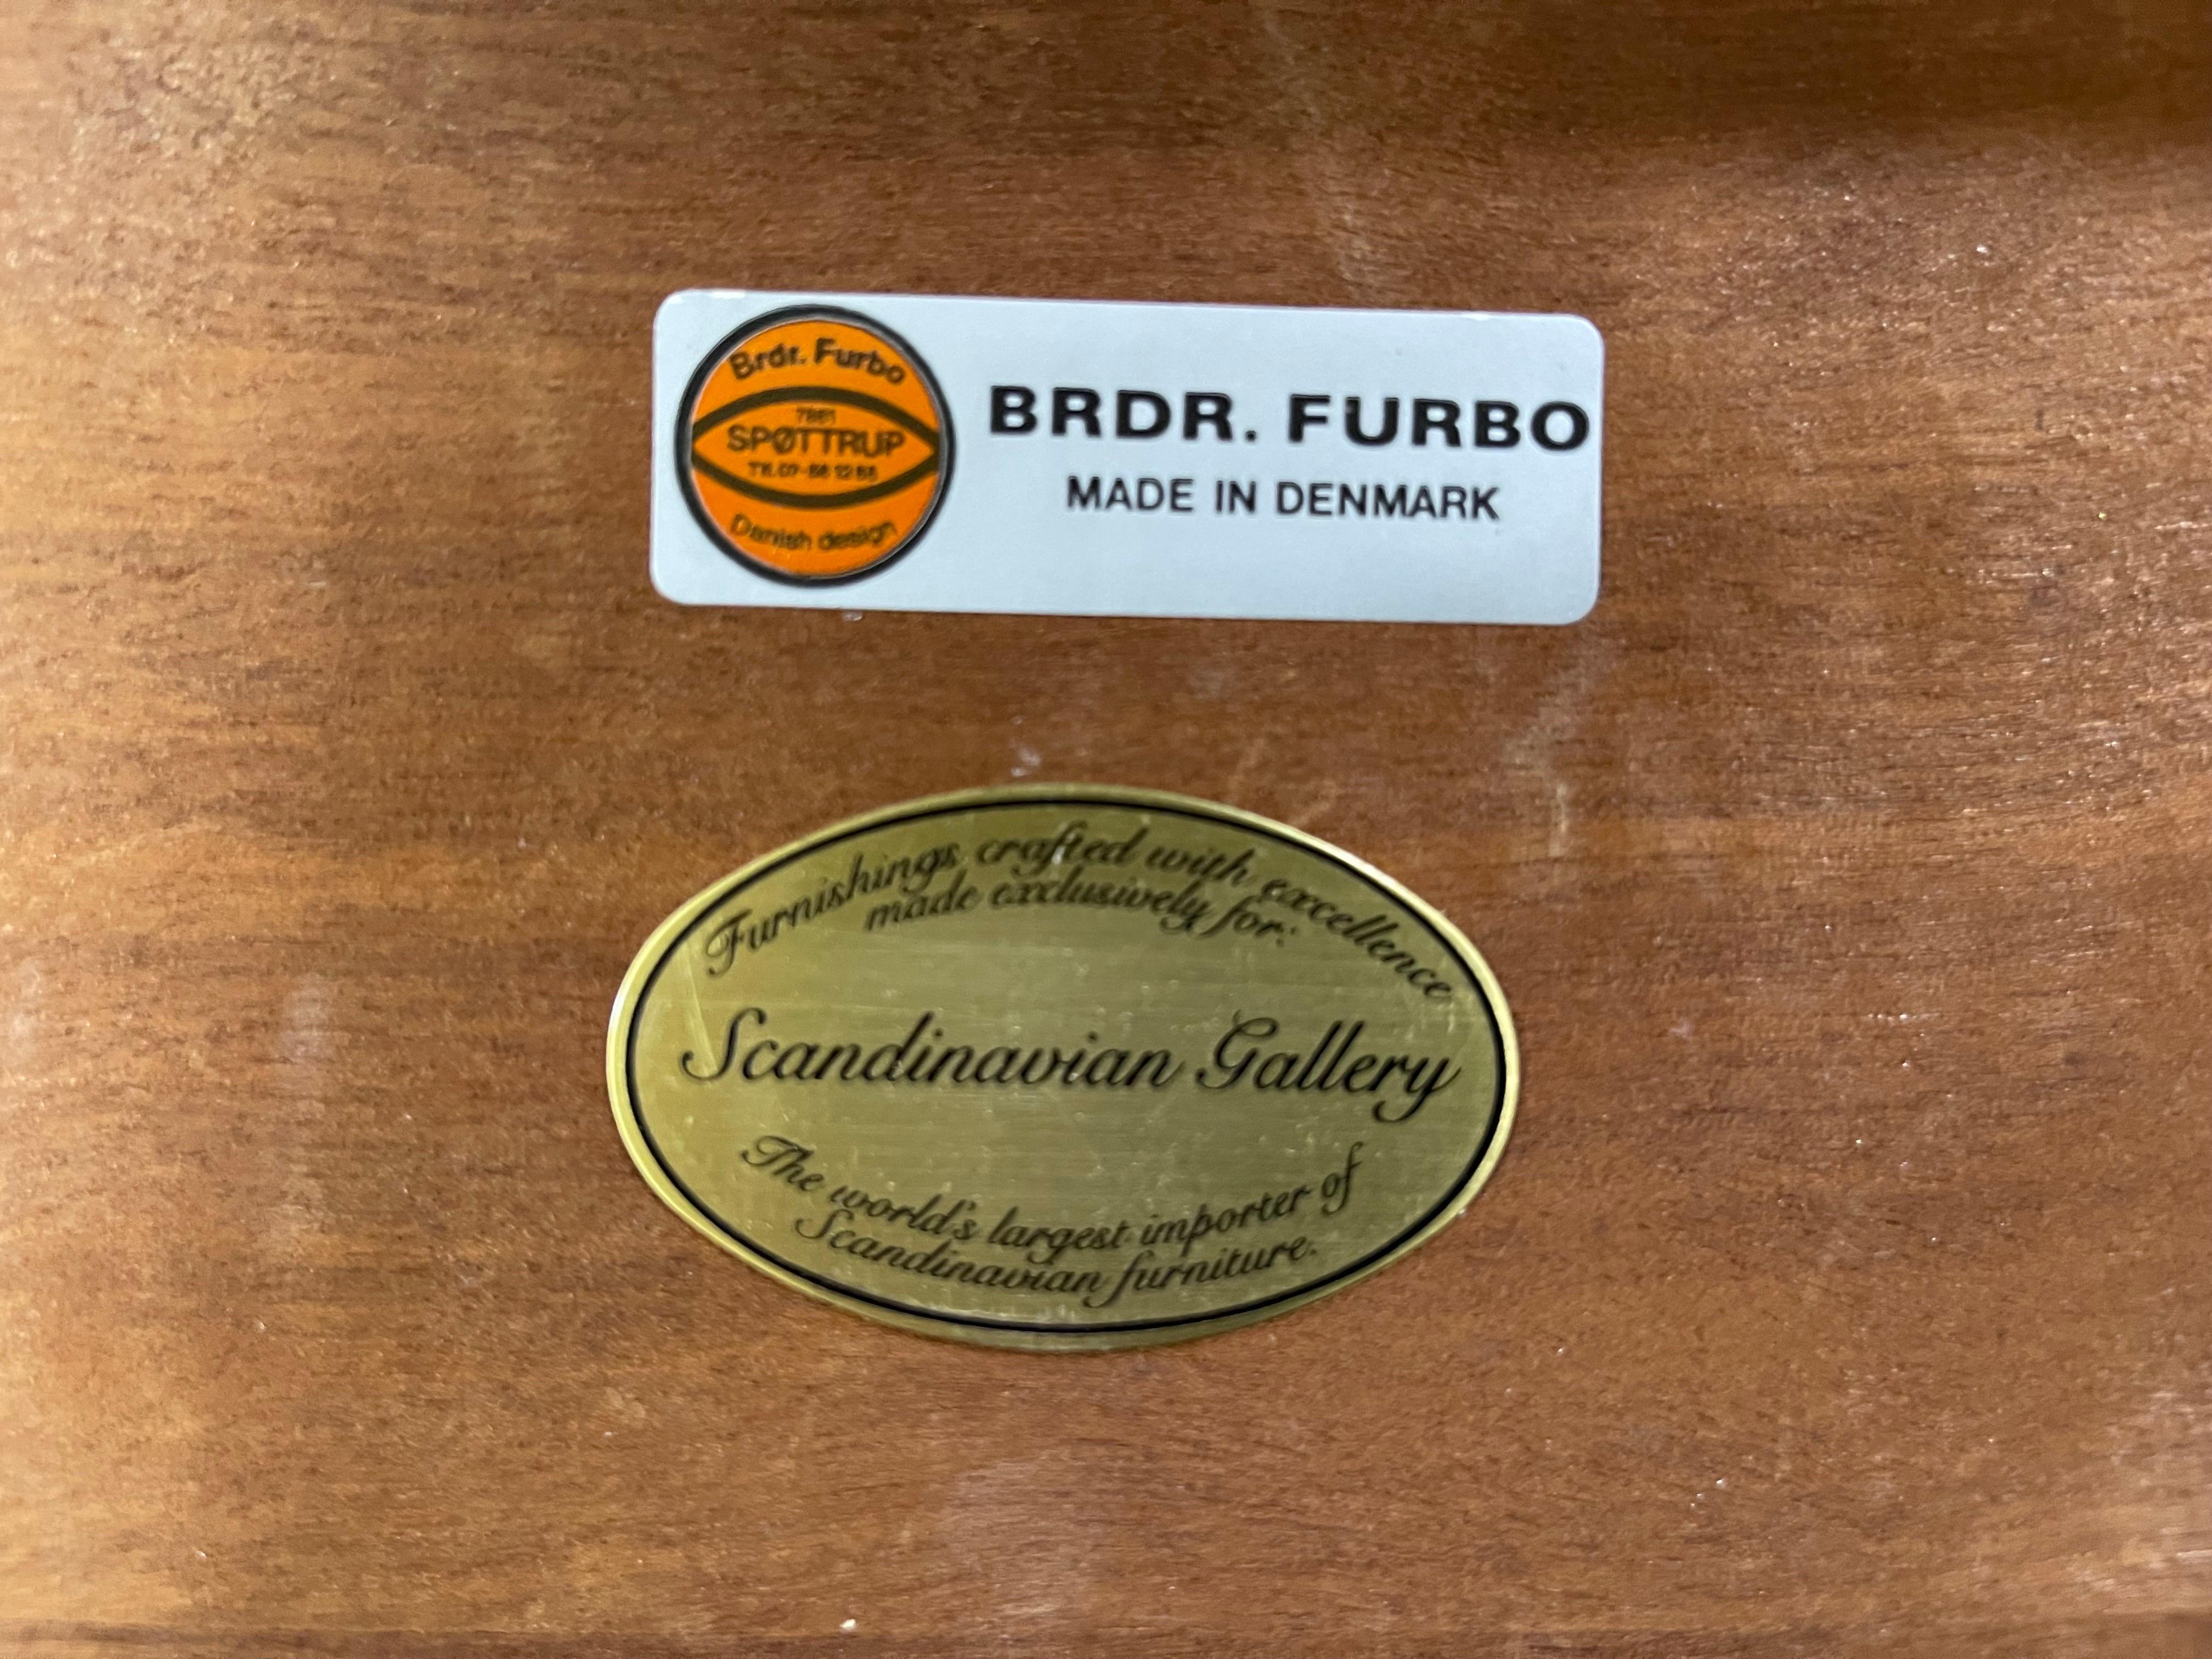 Brdr. Furbo
SPØTTRUP
Danish design
BRDR. FURBO
MADE IN DENMARK
Furnishings crafted with excellence
made exclusively for:
Scandinavian Gallery
The world's largest importer of
Scandinavian furniture.